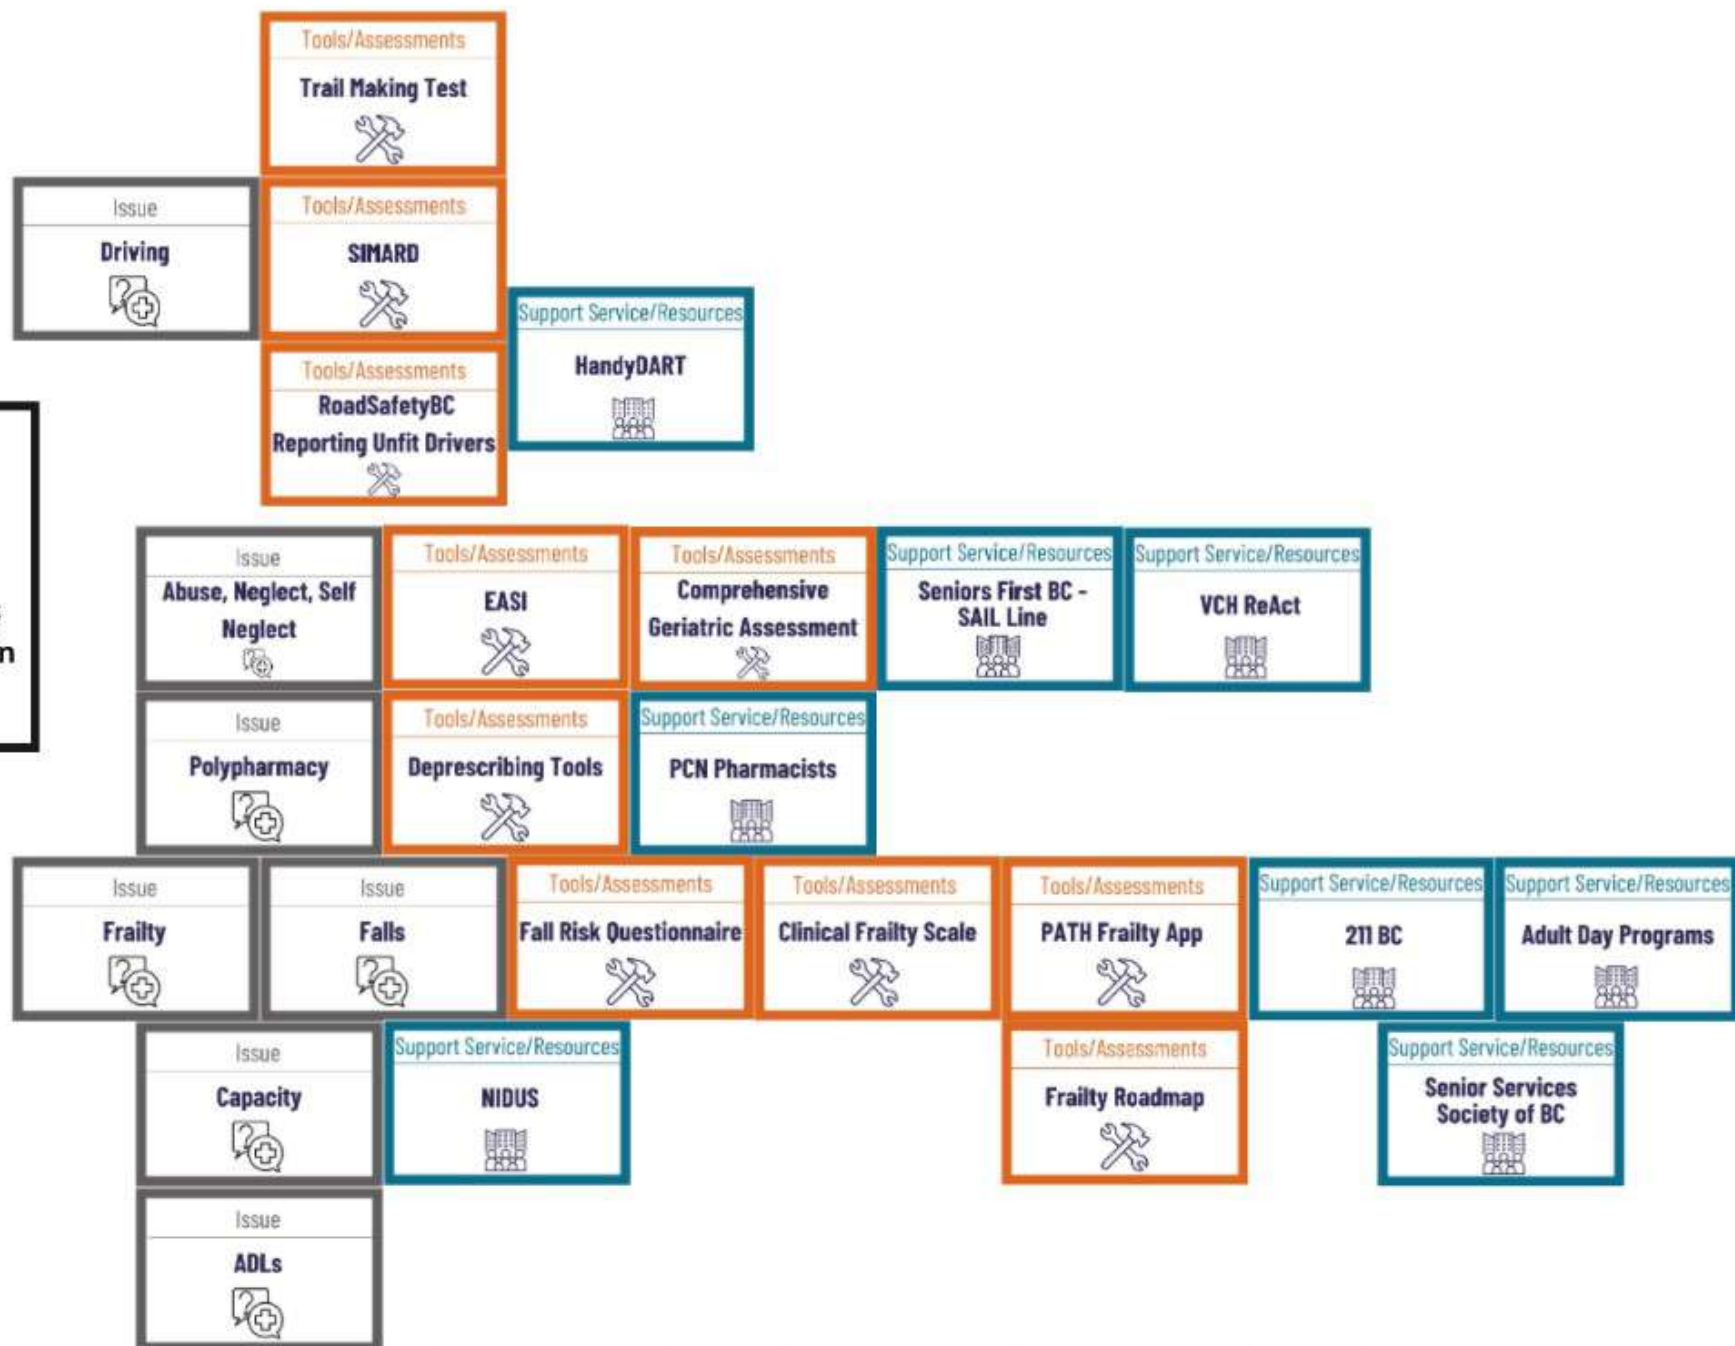 Tools/Assessments
Trail Making Test
Issue
Driving
Tools/Assessments
SIMARD
Support Service/Resources
HandyDART
Tools/Assessments
RoadSafetyBC
Reporting Unfit Drivers
Issue
Abuse, Neglect, Self
Neglect
Tools/Assessments
EASI
Tools/Assessments
Comprehensive
Geriatric Assessment
Support Service/Resources
Seniors First BC -
SAIL Line
Support Service/Resources
VCH ReAct
Issue
Polypharmacy
Tools/Assessments
Deprescribing Tools
Support Service/Resources
PCN Pharmacists
Issue
Frailty
Issue
Falls
Tools/Assessments
Fall Risk Questionnaire
Tools/Assessments
Clinical Frailty Scale
Tools/Assessments
PATH Frailty App
Support Service/Resources
211 BC
Support Service/Resources
Adult Day Programs
Issue
Capacity
Support Service/Resources
NIDUS
Tools/Assessments
Frailty Roadmap
Support Service/Resources
Senior Services
Society of BC
Issue
ADLs